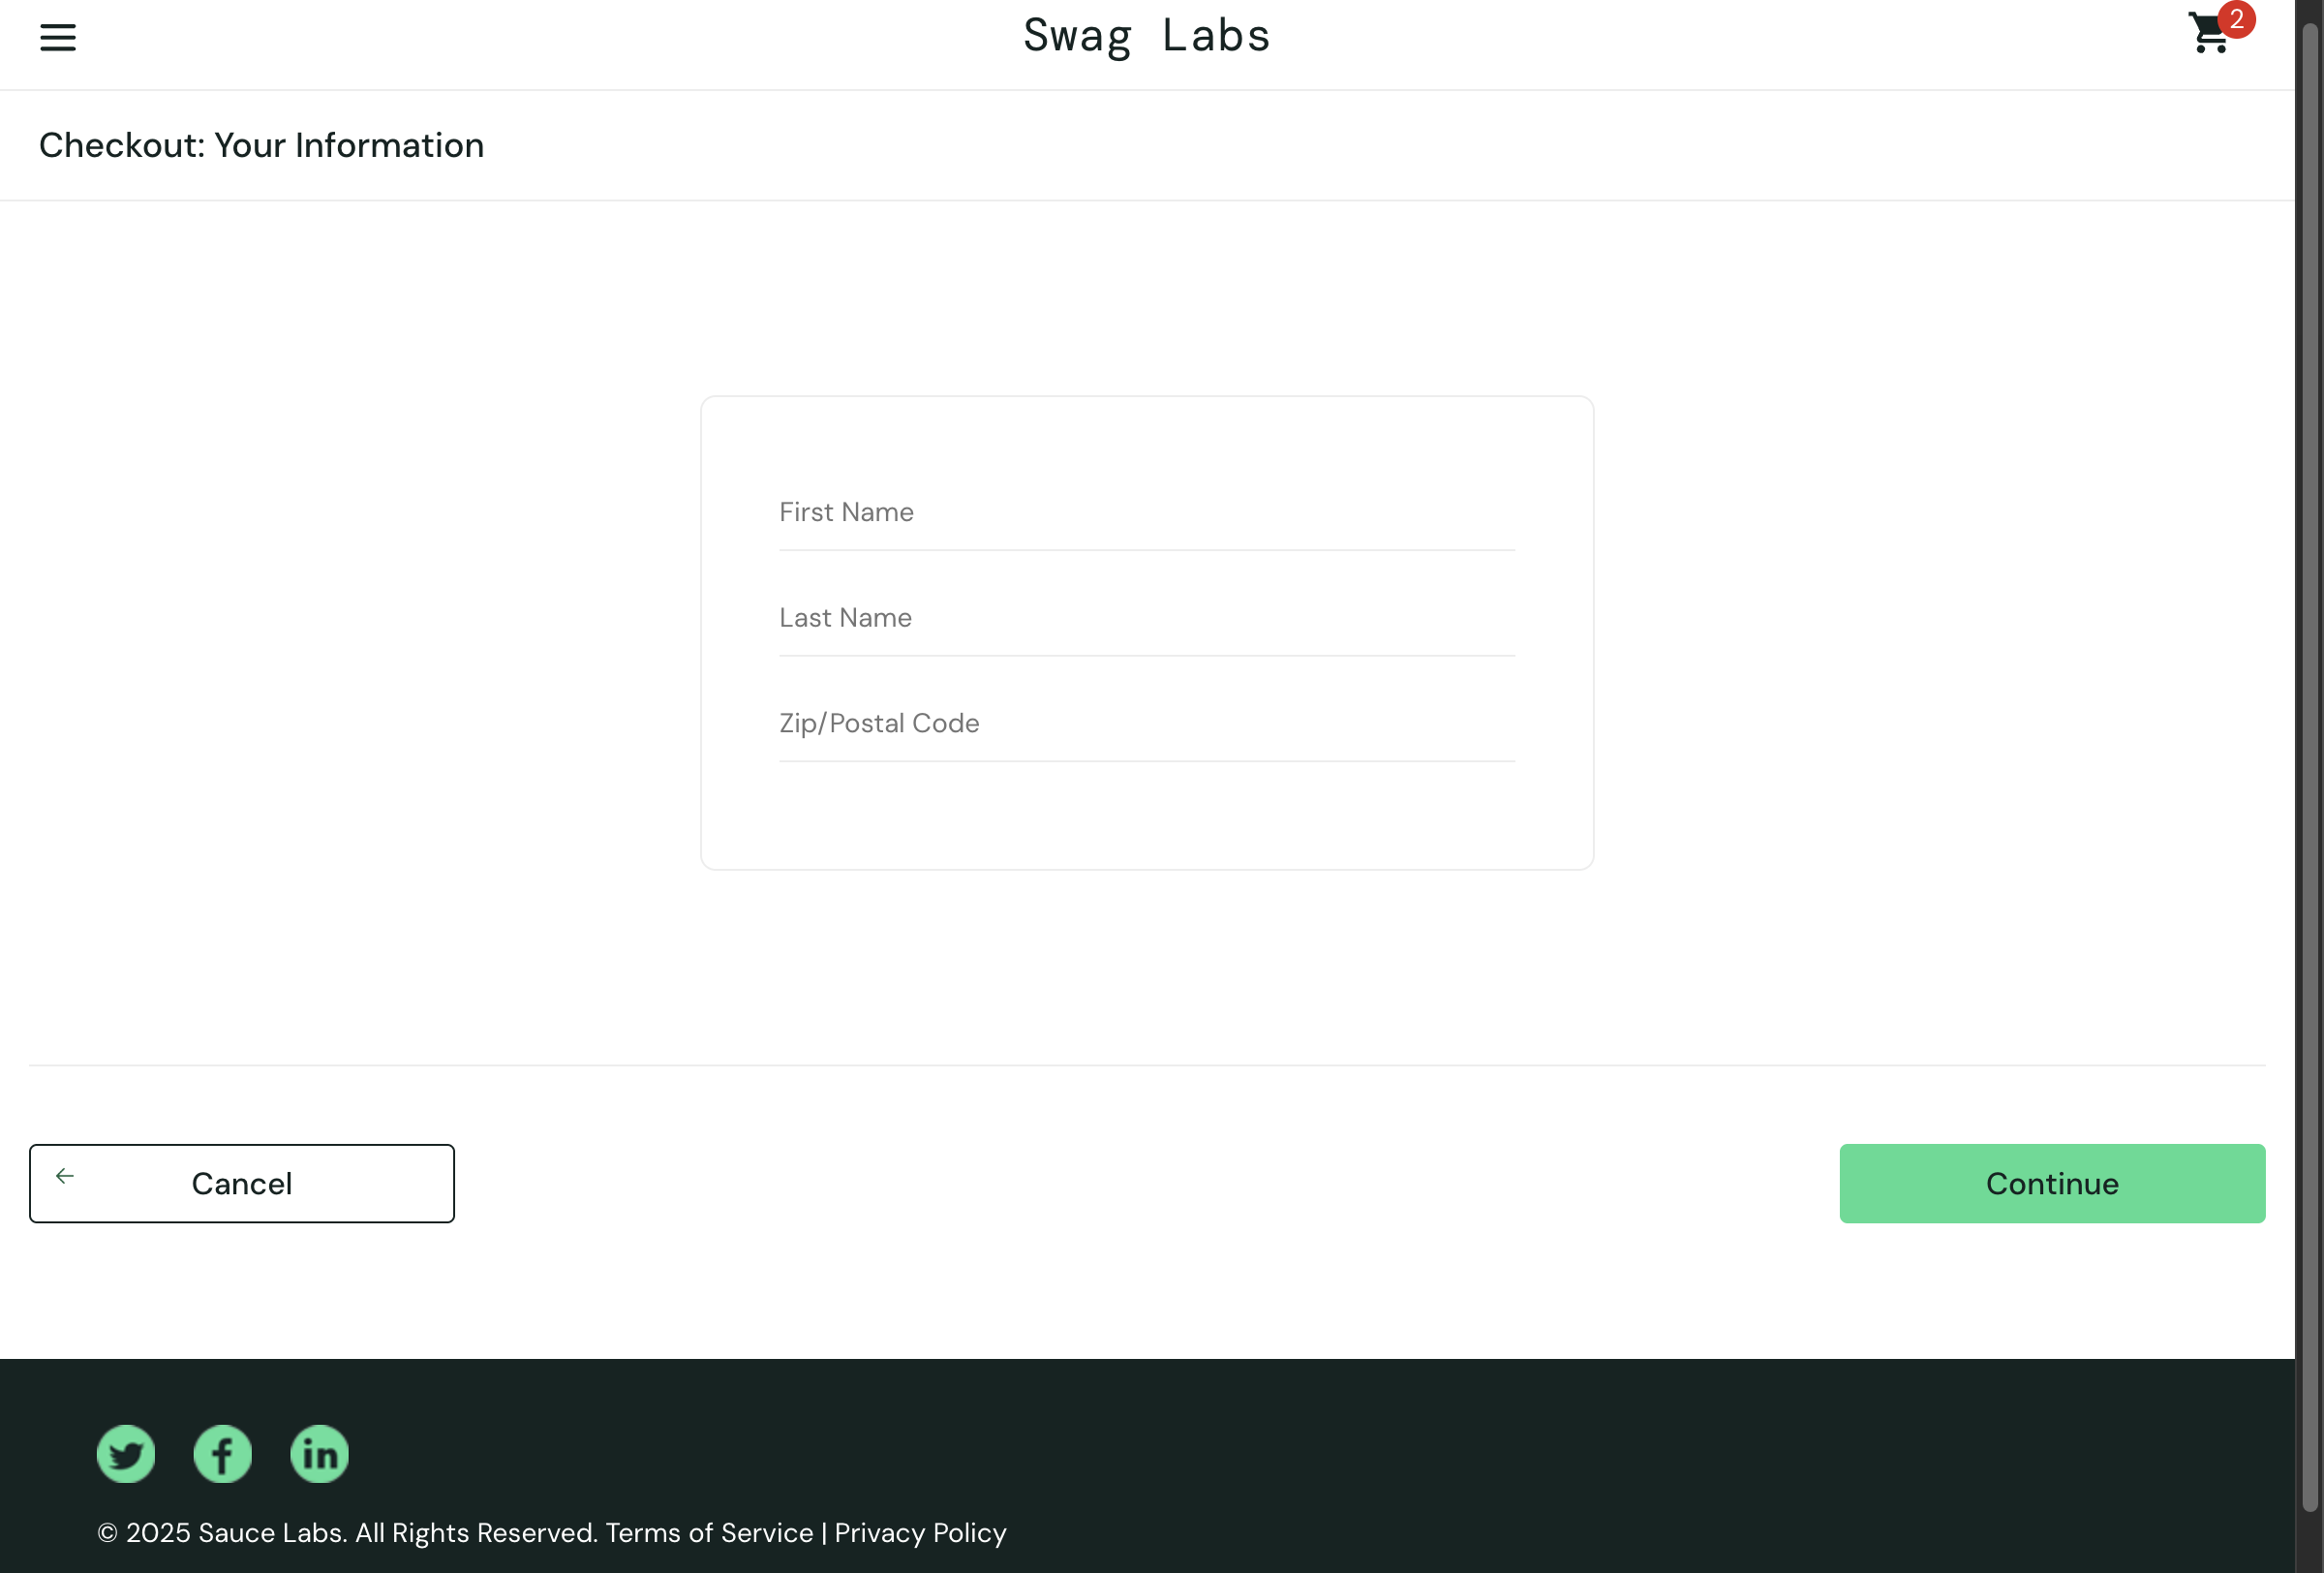 Swag Labs
2
Checkout: Your Information
First Name
Last Name
Zip/Postal Code
Cancel
Continue
© 2025 Sauce Labs. All Rights Reserved. Terms of Service | Privacy Policy